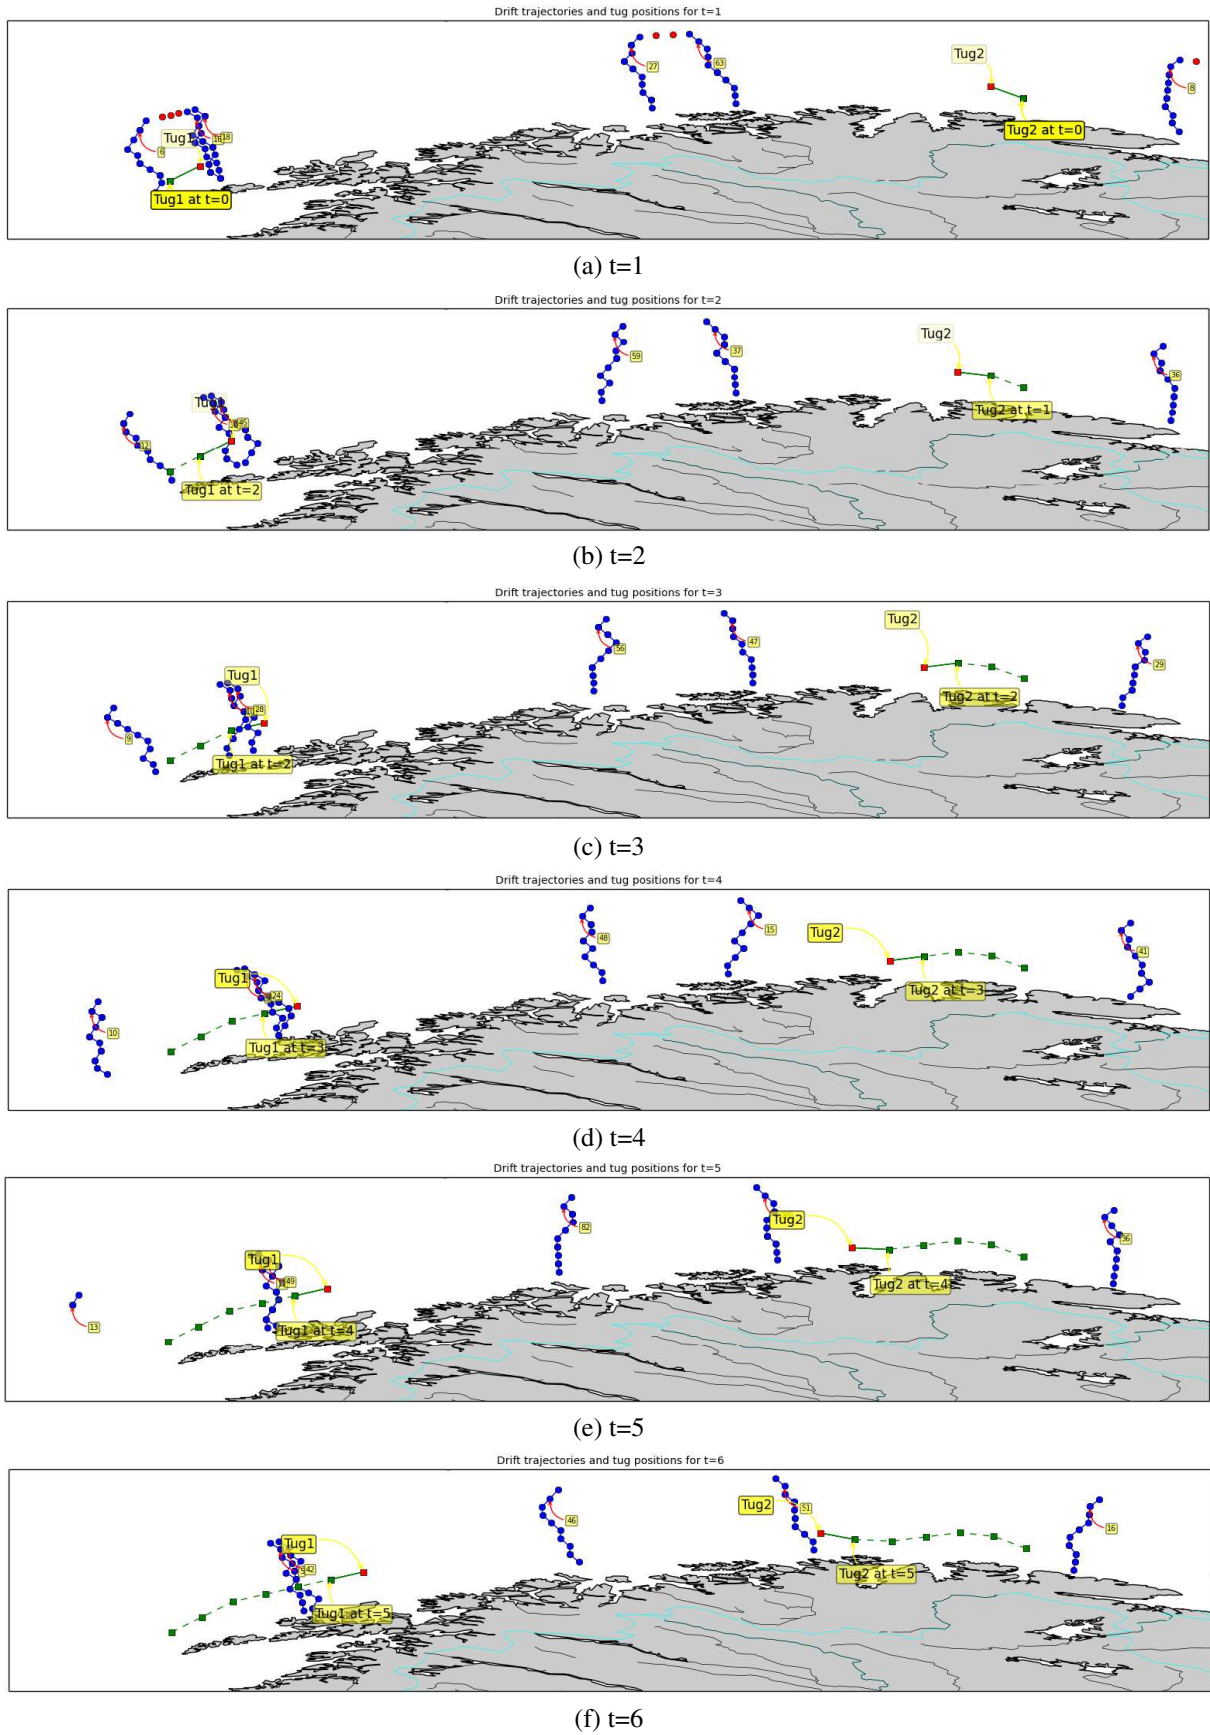 Drift trajectories and tug positions for t=1
Tug2
27
63
8
Tug1
18
6
Tug2 at t=0
Tug1 at t=0
(a) t=1
Drift trajectories and tug positions for t=2
Tug2
59
37
36
Tug1
45
12
Tug2 at t=1
Tug1 at t=2
(b) t=2
Drift trajectories and tug positions for t=3
Tug2
56
47
29
Tug1
28
9
Tug2 at t=2
Tug1 at t=2
(c) t=3
Drift trajectories and tug positions for t=4
Tug2
48
15
41
Tug1
24
10
Tug2 at t=3
Tug1 at t=3
(d) t=4
Drift trajectories and tug positions for t=5
Tug2
82
36
Tug1
49
13
Tug2 at t=4
Tug1 at t=4
(e) t=5
Drift trajectories and tug positions for t=6
Tug2
51
46
16
Tug1
42
Tug2 at t=5
Tug1 at t=5
(f) t=6